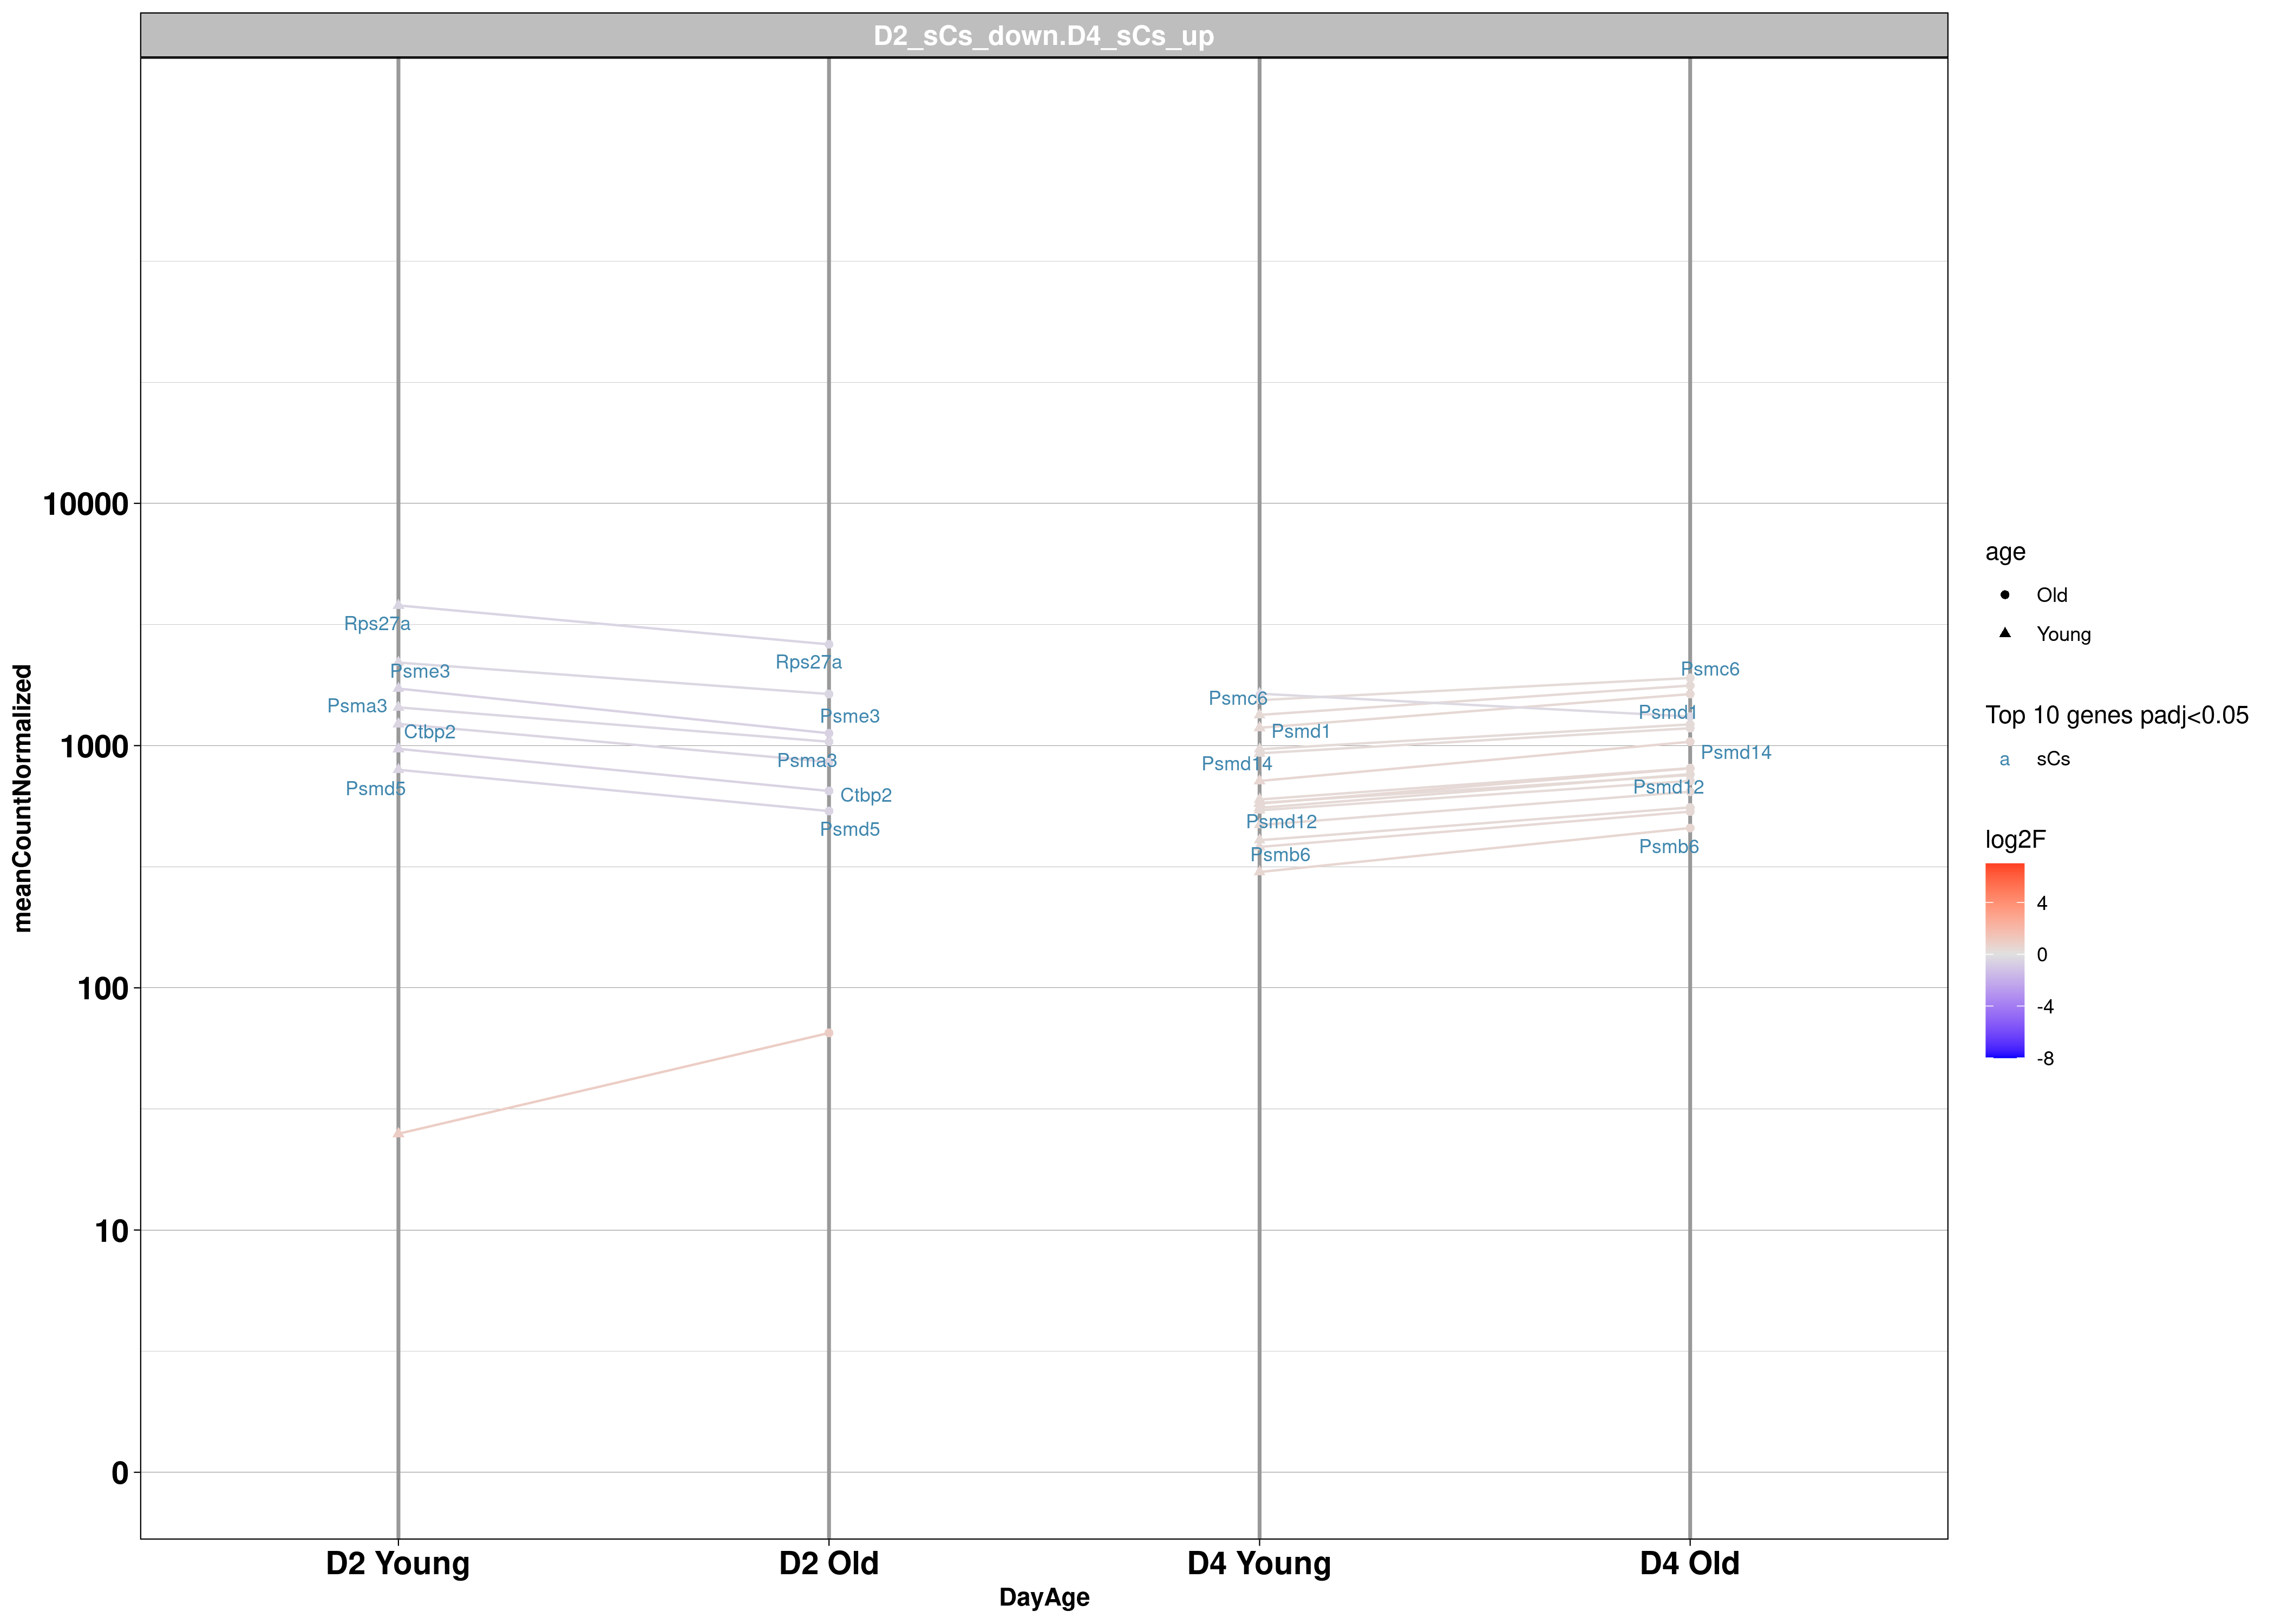 D2_sCs_down.D4_sCs_up
meanCountNormalized
10000
1000
100
10
0
Rps27a
Psme3
Psma3
Ctbp2
Psmd5
Rps27a
Psme3
Psma3
Ctbp2
Psmd5
Psmc6
Psmd1
Psmd14
Psmd12
Psmb6
Psmc6
Psmd1
Psmd14
Psmd12
Psmb6
D2 Young
D2 Old
D4 Young
D4 Old
DayAge
age
Old
Young
Top 10 genes padj<0.05
a sCs
log2F
4
0
-4
-8